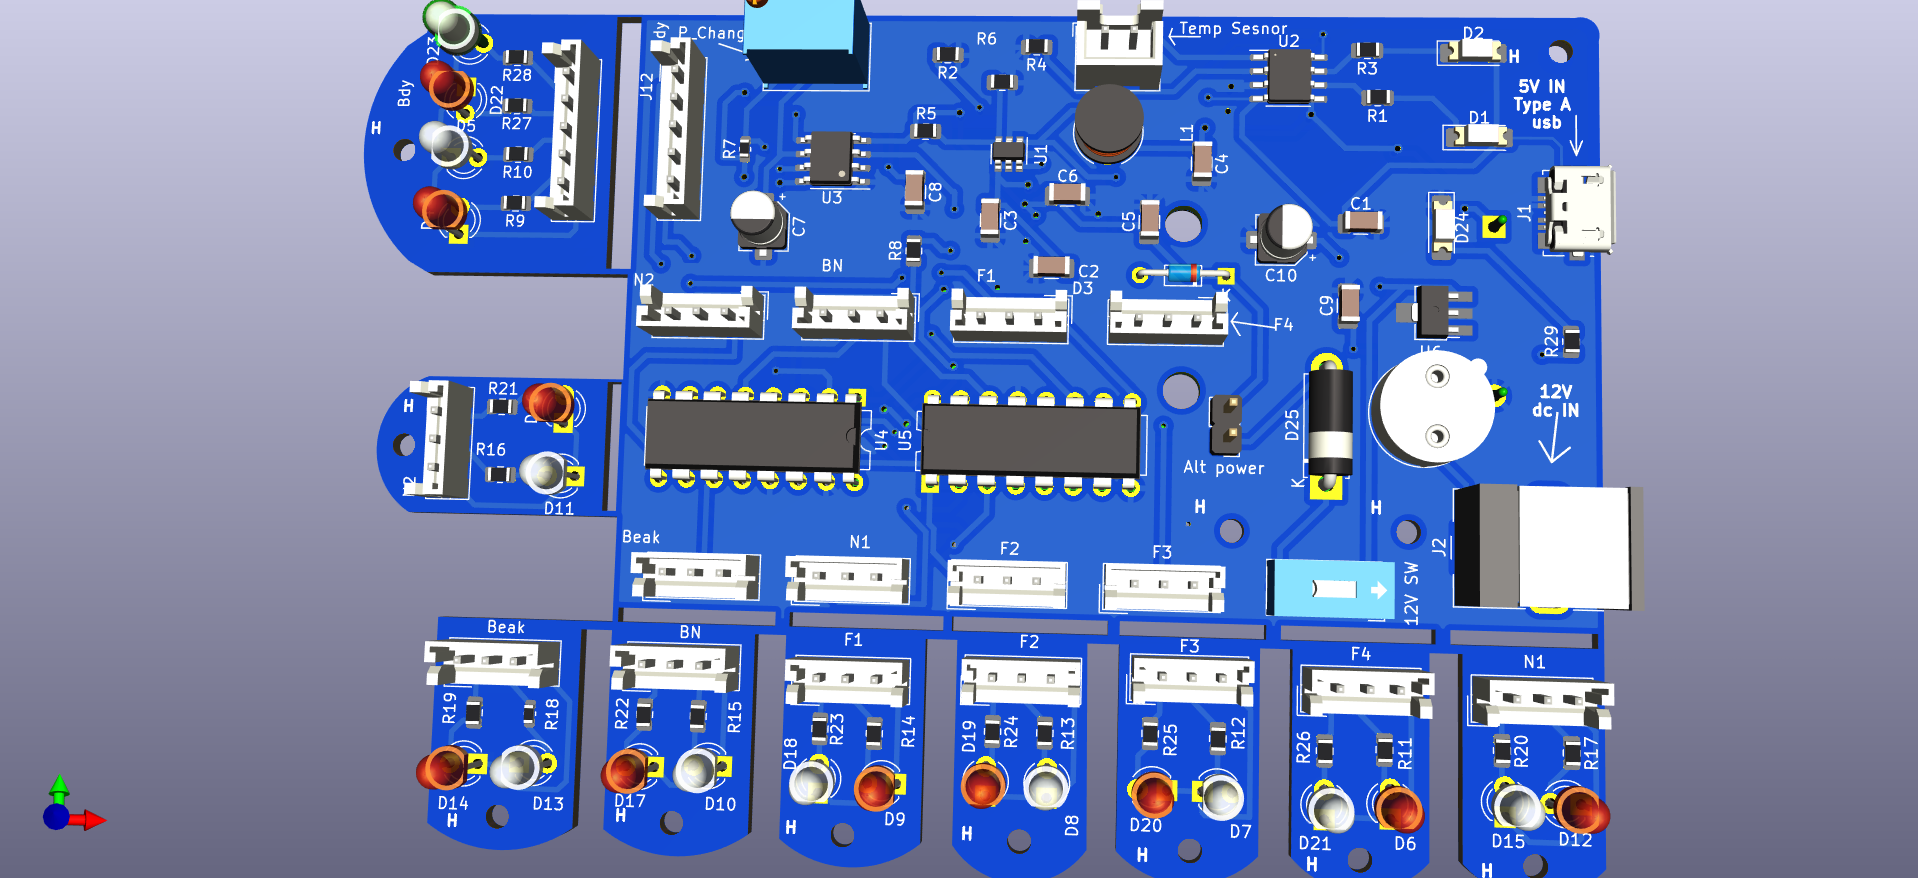 P_Chang
Temp Sesnor
R6
R2
R4
U2
R3
D2
H
5V IN
Type A
usb
D23
R28
Bdy
D22
R27
H
D5
R10
R9
J12
R5
R7
U1
L1
R1
D1
C4
U3
C8
C3
C6
C5
C7
C1
D24
J1
R8
C10
BN
F1
C2
D3
K
N2
F4
C9
R29
12V
dc IN
R21
H
R16
D11
U4
U5
Alt power
D25
K
H
H
Beak
N1
F2
F3
12V SW
J2
Beak
BN
F1
F2
F3
F4
N1
R19
R18
R22
R15
R23
R14
R24
R13
R25
R12
R26
R11
R20
R17
D18
D19
D14
D13
D17
D10
D9
D8
D20
D7
D21
D6
D15
D12
H
H
H
H
H
H
H